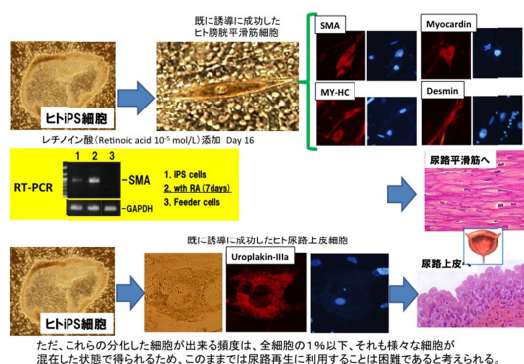 既に誘導に成功した
ヒト膀胱平滑筋細胞
SMA
Myocardin
MY-HC
Desmin
ヒトiPS細胞
レチノイン酸(Retinoic acid 10-5 mol/L)添加 Day 16
RT-PCR
1 2 3
-SMA
-GAPDH
1. iPS cells
2. wth RA (7days)
3. Feeder cells
尿路平滑筋へ
既に誘導に成功したヒト尿路上皮細胞
Uroplakin-IIIa
尿路上皮へ
ヒトiPS細胞
ただ、これらの分化した細胞が出来る頻度は、全細胞の1%以下、それも様々な細胞が
混在した状態で得られるため、このままでは尿路再生に利用することは困難であると考えられる。